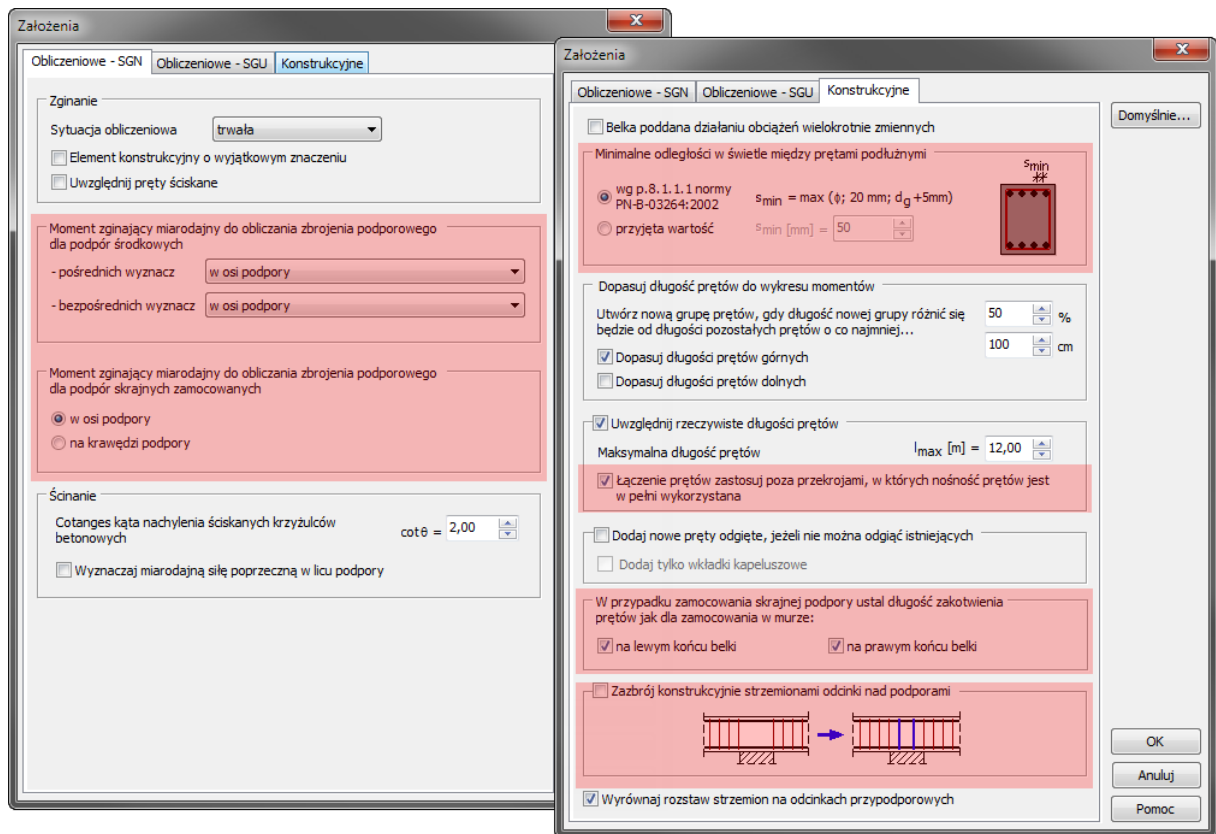 Założenia
Obliczeniowe - SGN
Obliczeniowe - SGU
Konstrukcyjne
Zginanie
Sytuacja obliczeniowa
trwała
Element konstrukcyjny o wyjątkowym znaczeniu
Uwzględnij pręty ściskane
Moment zginający miarodajny do obliczania zbrojenia podporowego
dla podpór środkowych
- pośrednich wyznacz
w osi podpory
- bezpośrednich wyznacz
w osi podpory
Moment zginający miarodajny do obliczania zbrojenia podporowego
dla podpór skrajnych zamocowanych
w osi podpory
na krawędzi podpory
Ścinanie
Cotanges kąta nachylenia ściskanych krzyżulców
betonowych
cotθ = 2,00
Wyznaczaj miarodajną siłę poprzeczną w licu podpory
Założenia
Obliczeniowe - SGN
Obliczeniowe - SGU
Konstrukcyjne
Domyślnie...
Belka poddana działaniu obciążeń wielokrotnie zmiennych
Minimalne odległości w świetle między prętami podłużnymi
smin
wg p.8.1.1.1 normy
PN-B-03264:2002
smin = max (ϕ; 20 mm; dg +5mm)
przyjęta wartość
smin [mm] = 50
Dopasuj długość prętów do wykresu momentów
Utwórz nową grupę prętów, gdy długość nowej grupy różnić się
będzie od długości pozostałych prętów o co najmniej...
50 %
100 cm
Dopasuj długości prętów górnych
Dopasuj długości prętów dolnych
Uwzględnij rzeczywiste długości prętów
Maksymalna długość prętów
lmax [m] = 12,00
Łączenie prętów zastosuj poza przekrojami, w których nośność prętów jest
w pełni wykorzystana
Dodaj nowe pręty odgięte, jeżeli nie można odgiąć istniejących
Dodaj tylko wkładki kapeluszowe
W przypadku zamocowania skrajnej podpory ustal długość zakotwienia
prętów jak dla zamocowania w murze:
na lewym końcu belki
na prawym końcu belki
Zazbrój konstrukcyjnie strzemionami odcinki nad podporami
Wyrównaj rozstaw strzemion na odcinkach przypodporowych
OK
Anuluj
Pomoc